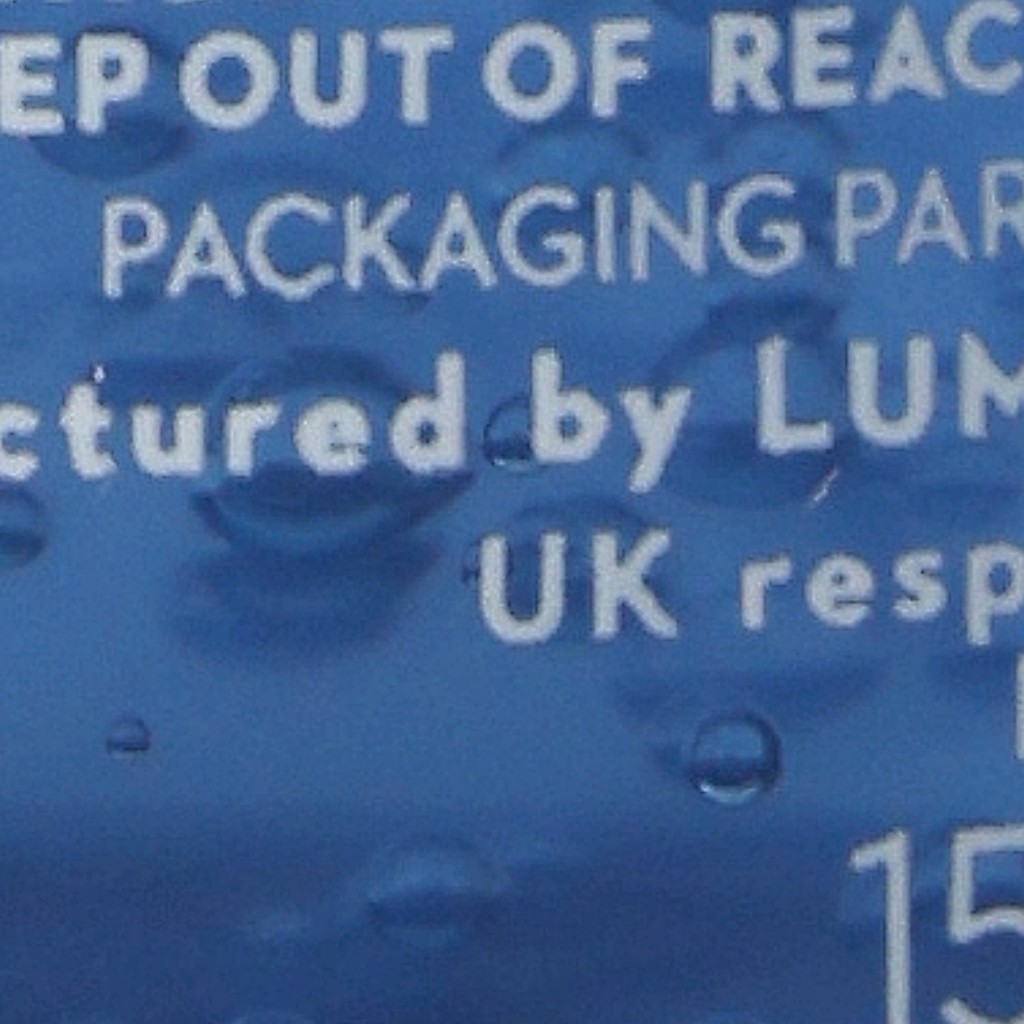 EP OUT OF REAC
PACKAGING PAR
ctured by LUM
UK resp
15